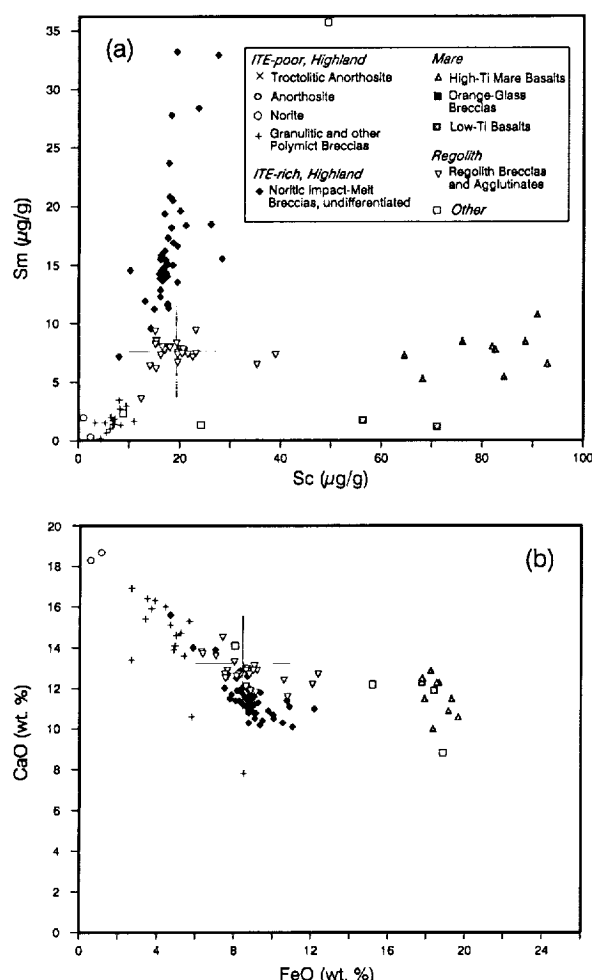 (a)
36
35
30
25
20
15
10
5
0
Sm (µg/g)
0 20 40 60 80 100
Sc (µg/g)
ITE-poor, Highland
Troctolitic Anorthosite
Anorthosite
Norite
Granulitic and other
Polymict Breccias
ITE-rich, Highland
Noritic Impact-Melt
Breccias, undifferentiated
Mare
High-Ti Mare Basalts
Orange-Glass
Breccias
Low-Ti Basalts
Regolith
Regolith Breccias
and Agglutinates
Other
(b)
20
18
16
14
12
10
8
6
4
2
0
CaO (wt. %)
0 4 8 12 16 20 24
FeO (wt. %)